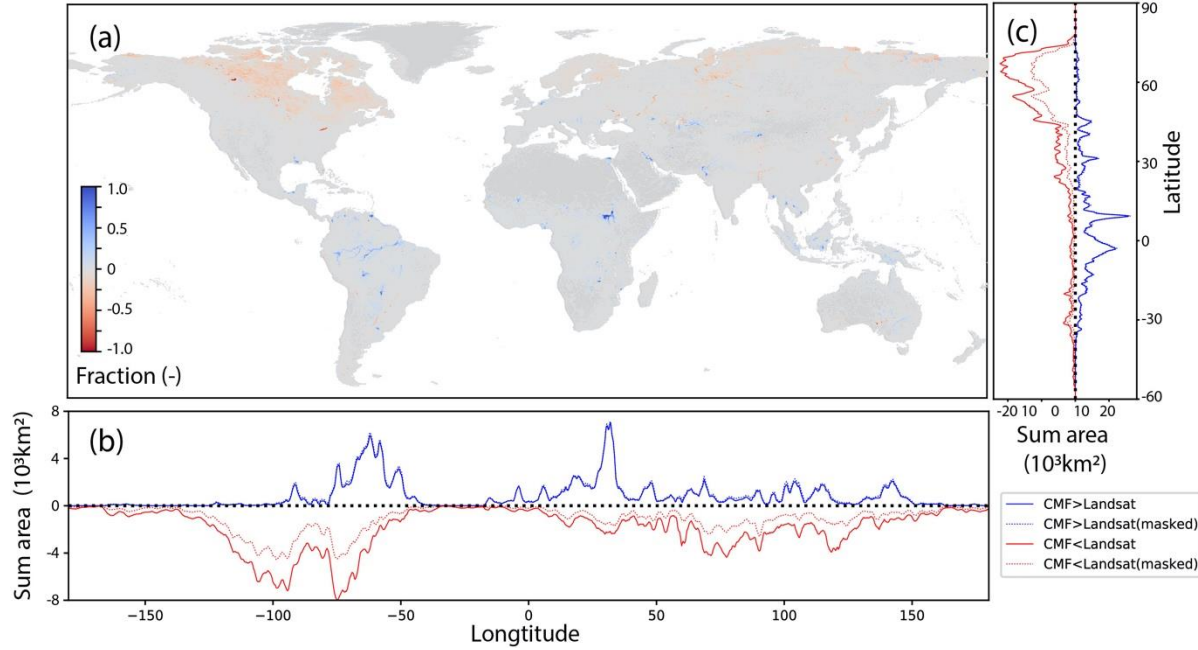 (a)
1.0
0.5
0
-0.5
-1.0
Fraction (-)
(c)
90
60
30
0
-30
-60
Latitude
-20 10 0 10 20
Sum area
(10³km²)
(b)
8
4
0
-4
-8
Sum area (10³km²)
−150 −100 −50 0 50 100 150
Longtitude
CMF>Landsat
CMF>Landsat(masked)
CMF<Landsat
CMF<Landsat(masked)